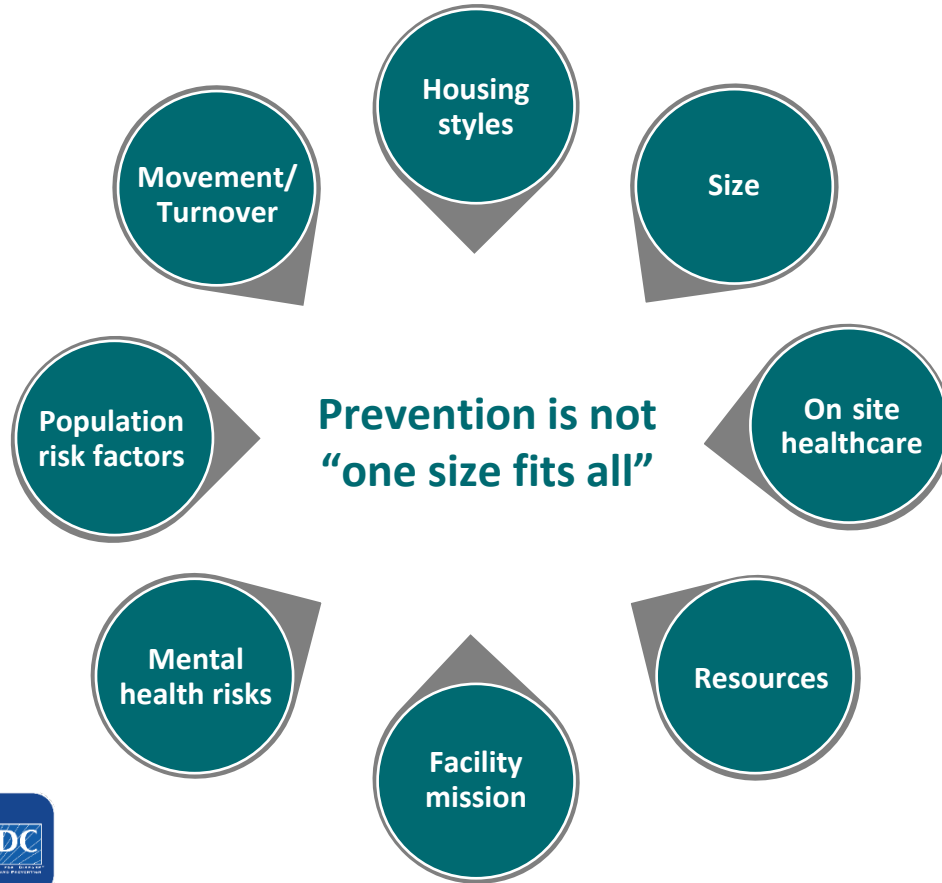 Housing
styles
Movement/
Turnover
Size
Population
risk factors
Prevention is not
“one size fits all”
On site
healthcare
Mental
health risks
Resources
Facility
mission
DC